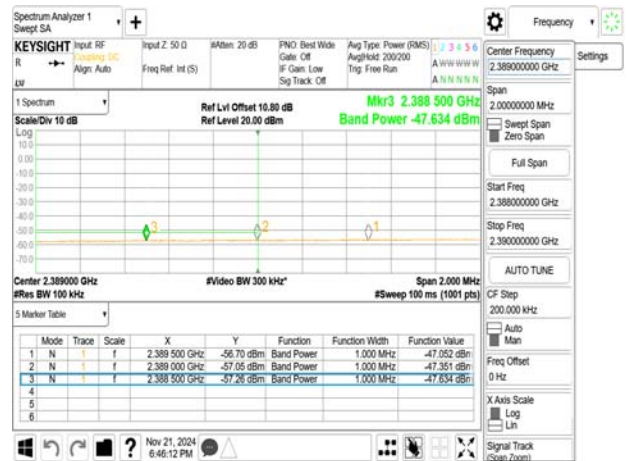 Spectrum Analyzer 1
Swept SA
Frequency
KEYSIGHT Input: RF Input Z: 50 Ω #Atten: 20 dB PNO: Best Wide Avg Type: Power (RMS) 1 2 3 4 5 6
R Coupling: DC Gate: Off Avg|Hold: 200/200 A W W W W W
Align: Auto Freq Ref: Int (S) IF Gain: Low Trig: Free Run
Sig Track: Off A N N N N N
Center Frequency
2.389000000 GHz
Settings
Span
2.00000000 MHz
Swept Span
Zero Span
Full Span
Start Freq
2.388000000 GHz
Stop Freq
2.390000000 GHz
AUTO TUNE
CF Step
200.000 kHz
Auto
Man
Freq Offset
0 Hz
X Axis Scale
Log
Lin
Signal Track
(Span Zoom)
1 Spectrum
Ref Lvl Offset 10.80 dB Mkr3 2.388 500 GHz
Scale/Div 10 dB Ref Level 20.00 dBm Band Power -47.634 dBm
Log
10.0
0.00
-10.0
-20.0
-30.0
-40.0
-50.0
-60.0
-70.0
3 2 1
Center 2.389000 GHz #Video BW 300 kHz* Span 2.000 MHz
#Res BW 100 kHz #Sweep 100 ms (1001 pts)
5 Marker Table
Mode Trace Scale X Y Function Function Width Function Value
1 N 1 f 2.389 500 GHz -56.70 dBm Band Power 1.000 MHz -47.052 dBm
2 N 1 f 2.389 000 GHz -57.05 dBm Band Power 1.000 MHz -47.351 dBm
3 N 1 f 2.388 500 GHz -57.26 dBm Band Power 1.000 MHz -47.634 dBm
4
5
6
Nov 21, 2024
6:46:12 PM